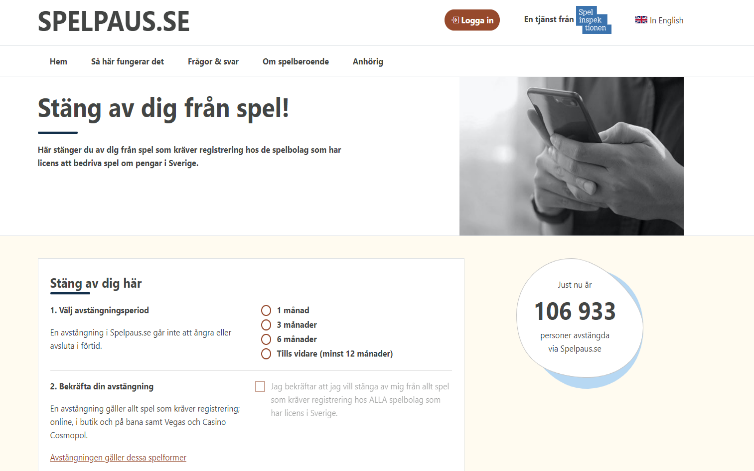 SPELPAUS.SE
Logga in
En tjänst från
Spel
inspek
tionen
In English
Hem
Så här fungerar det
Frågor & svar
Om spelberoende
Anhörig
Stäng av dig från spel!
Här stänger du av dig från spel som kräver registrering hos de spelbolag som har
licens att bedriva spel om pengar i Sverige.
Stäng av dig här
1. Välj avstängningsperiod
En avstängning i Spelpaus.se går inte att ångra eller
avsluta i förtid.
1 månad
3 månader
6 månader
Tills vidare (minst 12 månader)
2. Bekräfta din avstängning
En avstängning gäller allt spel som kräver registrering;
online, i butik och på bana samt Vegas och Casino
Cosmopol.
Avstängningen gäller dessa spelformer
Jag bekräftar att jag vill stänga av mig från allt spel
som kräver registrering hos ALLA spelbolag som
har licens i Sverige.
Just nu är
106 933
personer avstängda
via Spelpaus.se